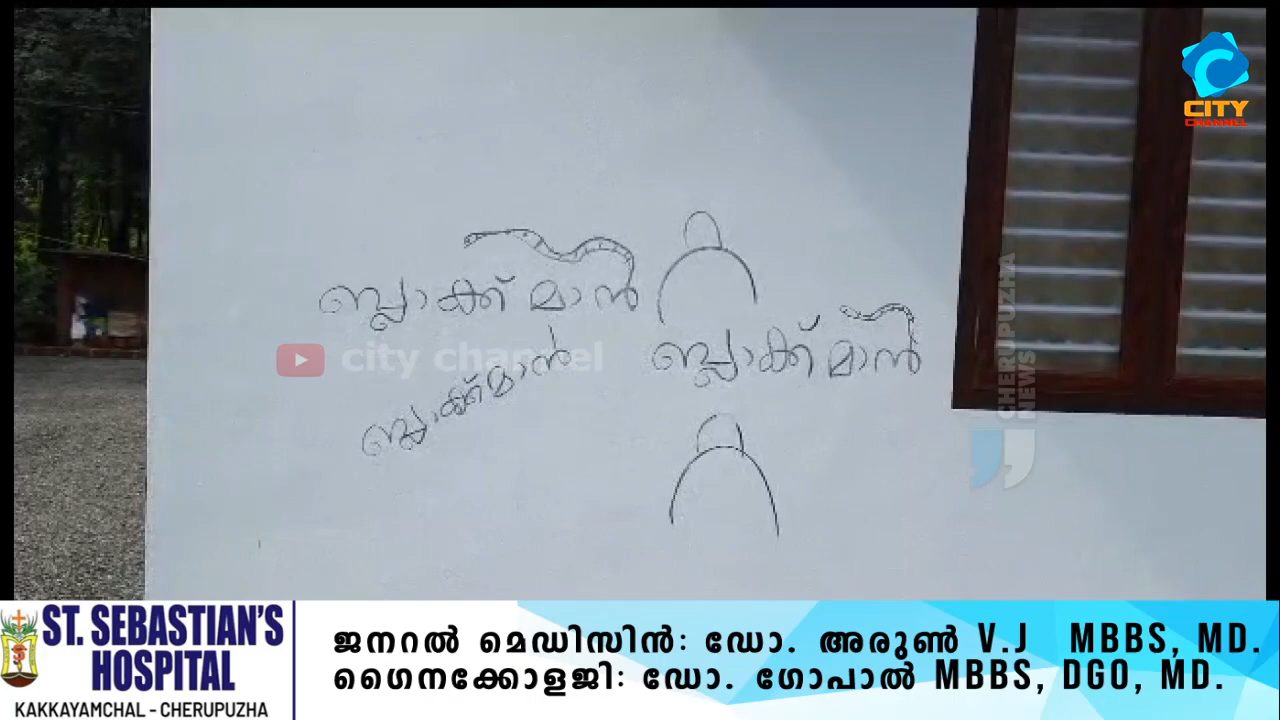 CITY
CHANNEL
ബ്ലാക്ക് മാൻ
city channel
ബ്ലാക്ക് മാൻ
ബ്ലാക്ക്മാൻ
CHERUPUZHA
NEWS
ST. SEBASTIAN'S
HOSPITAL
KAKKAYAMCHAL - CHERUPUZHA
ജനറൽ മെഡിസിൻ: ഡോ. അരുൺ V.J MBBS, MD.
ഗൈനക്കോളജി: ഡോ. ഗോപാൽ MBBS, DGO, MD.